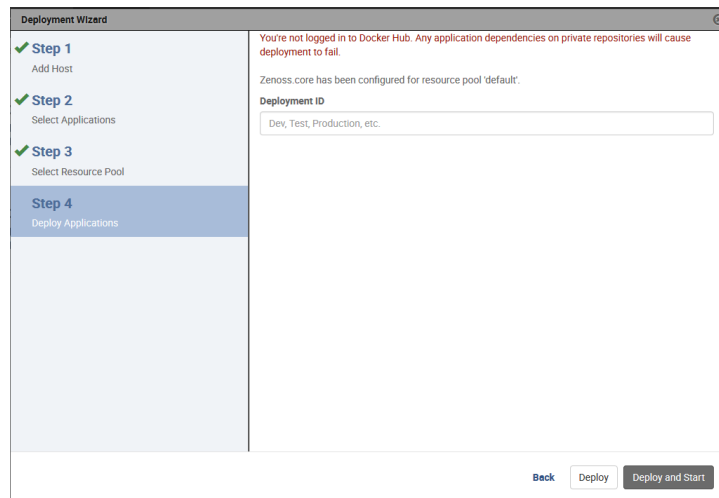 Deployment Wizard
Step 1
Add Host
Step 2
Select Applications
Step 3
Select Resource Pool
Step 4
Deploy Applications
You're not logged in to Docker Hub. Any application dependencies on private repositories will cause
deployment to fail.
Zenoss.core has been configured for resource pool 'default'.
Deployment ID
Dev, Test, Production, etc.
Back
Deploy
Deploy and Start